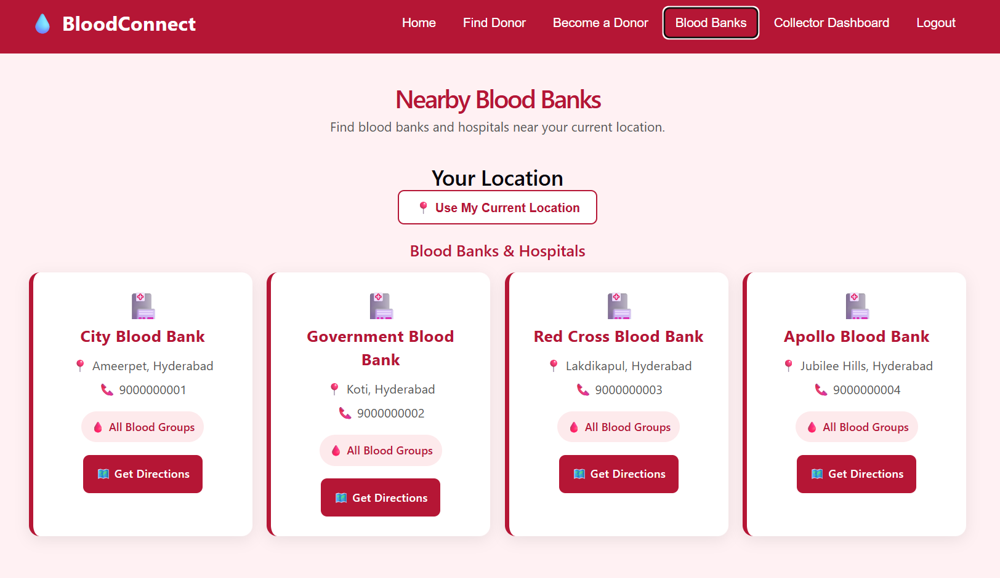 BloodConnect
Home
Find Donor
Become a Donor
Blood Banks
Collector Dashboard
Logout
Nearby Blood Banks
Find blood banks and hospitals near your current location.
Your Location
Use My Current Location
Blood Banks & Hospitals
City Blood Bank
Ameerpet, Hyderabad
9000000001
All Blood Groups
Get Directions
Government Blood
Bank
Koti, Hyderabad
9000000002
All Blood Groups
Get Directions
Red Cross Blood Bank
Lakdikapul, Hyderabad
9000000003
All Blood Groups
Get Directions
Apollo Blood Bank
Jubilee Hills, Hyderabad
9000000004
All Blood Groups
Get Directions